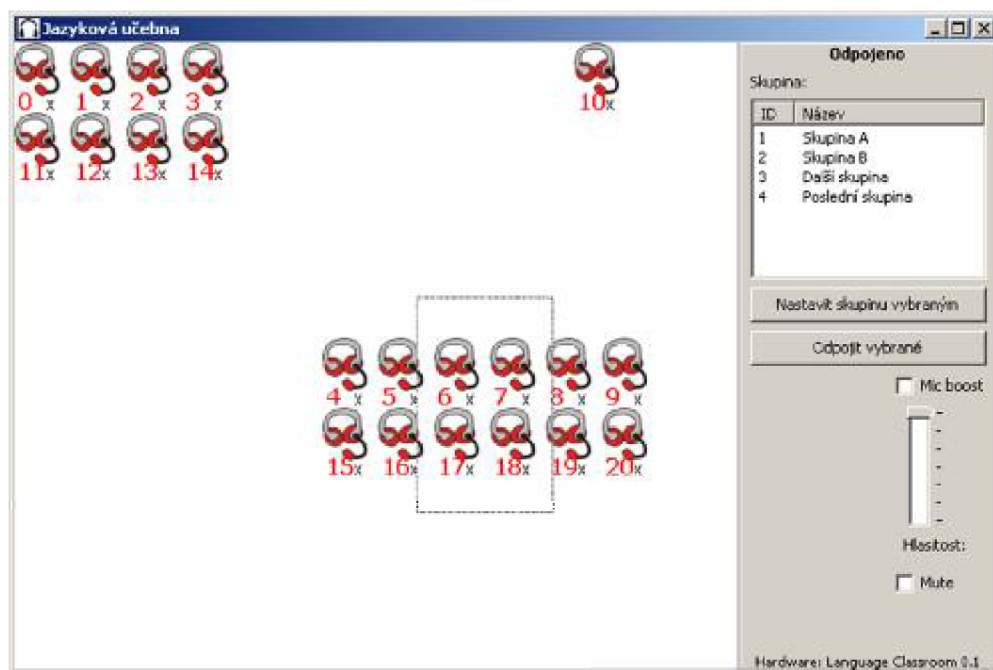 Jazyková učebna
0 x 1 x 2 x 3 x 10x
11x 12x 13x 14x
4 x 5 x 6 x 7 x 8 x 9 x
15x 16x 17x 18x 19x 20x
Odpojeno
Skupina:
ID Název
1 Skupina A
2 Skupina B
3 Další skupina
4 Poslední skupina
Nastavit skupinu vybraným
Odpojit vybrané
Mic boost
Hlasitost:
Mute
Hardware: Language Classroom 0.1